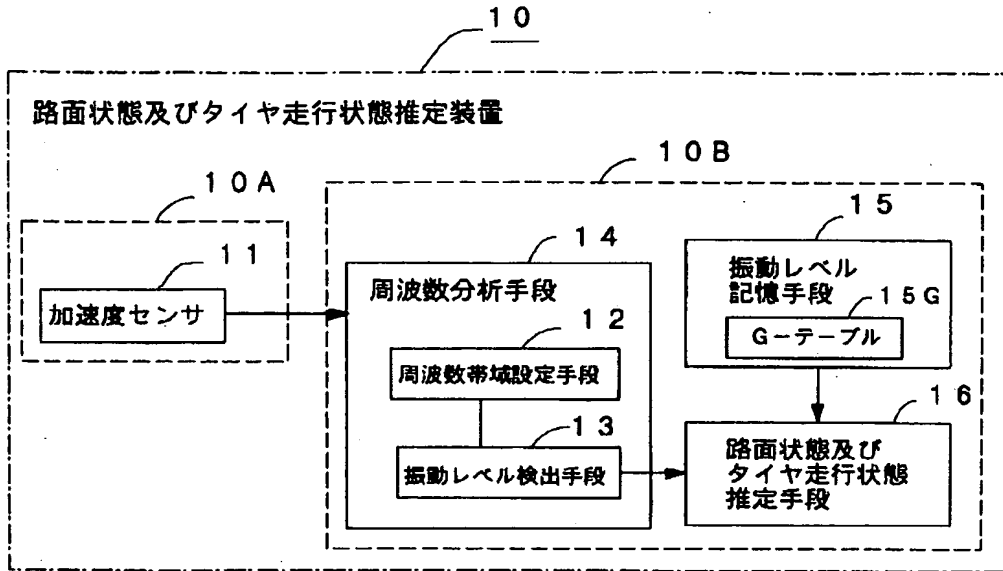 10
路面状態及びタイヤ走行状態推定装置
10A
10B
11
加速度センサ
14
周波数分析手段
12
周波数帯域設定手段
13
振動レベル検出手段
15
振動レベル
記憶手段
15G
G－テーブル
16
路面状態及び
タイヤ走行状態
推定手段